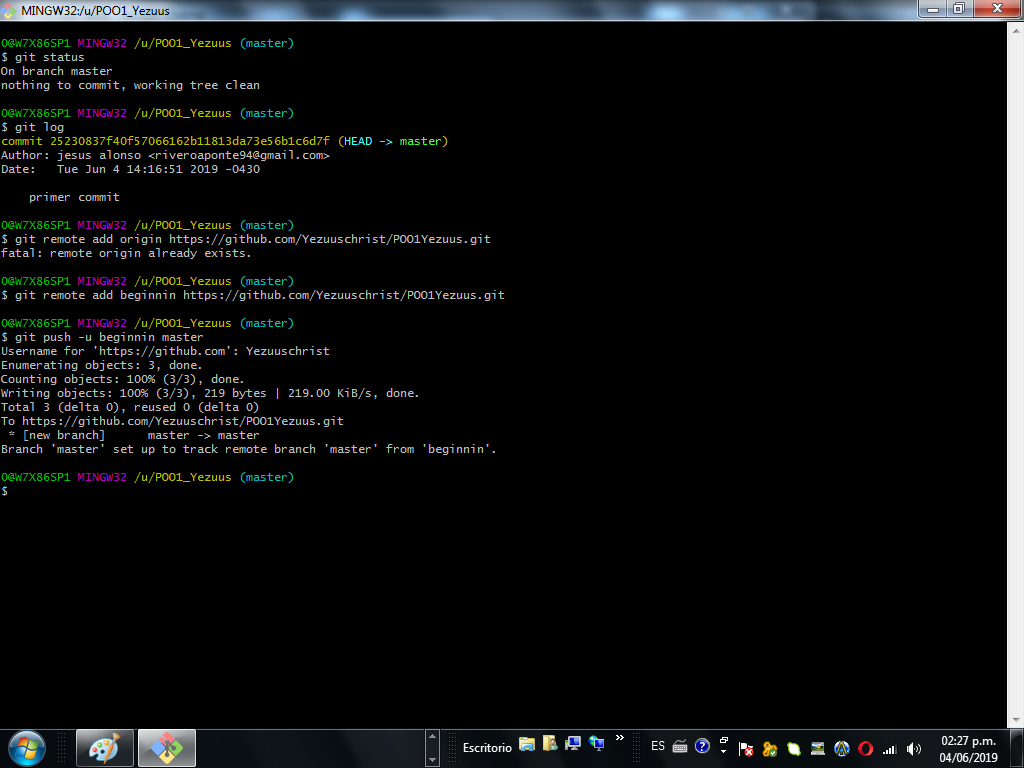 MINGW32:/u/POO1_Yezuus
O@W7X86SP1 MINGW32 /u/POO1_Yezuus (master)
$ git status
On branch master
nothing to commit, working tree clean
O@W7X86SP1 MINGW32 /u/POO1_Yezuus (master)
$ git log
commit 25230837f40f57066162b11813da73e56b1c6d7f (HEAD -> master)
Author: jesus alonso <riveroaponte94@gmail.com>
Date:   Tue Jun 4 14:16:51 2019 -0430
    primer commit
O@W7X86SP1 MINGW32 /u/POO1_Yezuus (master)
$ git remote add origin https://github.com/Yezuuschrist/POO1Yezuus.git
fatal: remote origin already exists.
O@W7X86SP1 MINGW32 /u/POO1_Yezuus (master)
$ git remote add beginnin https://github.com/Yezuuschrist/POO1Yezuus.git
O@W7X86SP1 MINGW32 /u/POO1_Yezuus (master)
$ git push -u beginnin master
Username for 'https://github.com': Yezuuschrist
Enumerating objects: 3, done.
Counting objects: 100% (3/3), done.
Writing objects: 100% (3/3), 219 bytes | 219.00 KiB/s, done.
Total 3 (delta 0), reused 0 (delta 0)
To https://github.com/Yezuuschrist/POO1Yezuus.git
 * [new branch]      master -> master
Branch 'master' set up to track remote branch 'master' from 'beginnin'.
O@W7X86SP1 MINGW32 /u/POO1_Yezuus (master)
$
Escritorio
ES
02:27 p.m.
04/06/2019